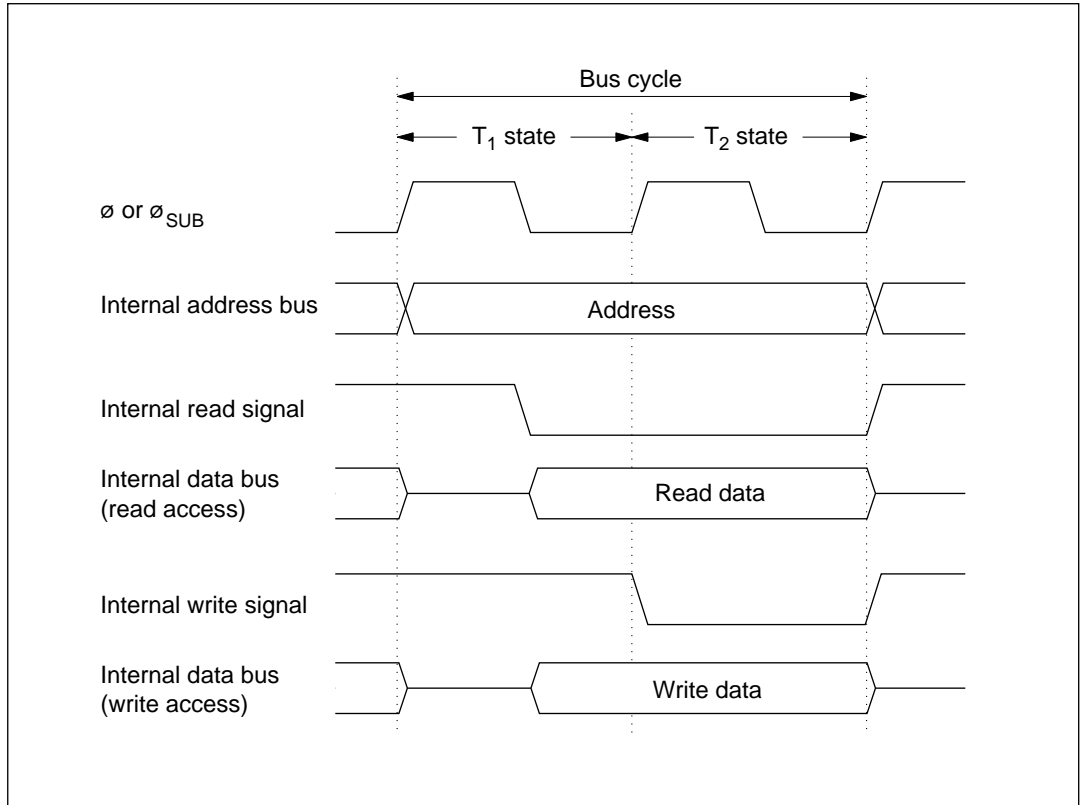 Bus cycle
T₁ state
T₂ state
ø or ø SUB
Internal address bus
Address
Internal read signal
Internal data bus
(read access)
Read data
Internal write signal
Internal data bus
(write access)
Write data